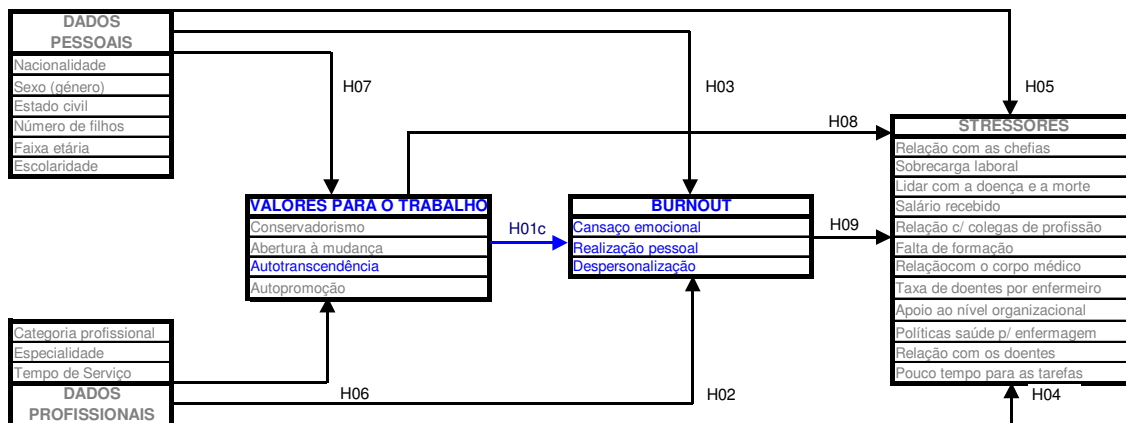 DADOS
PESSOAIS
Nacionalidade
Sexo (género)
Estado civil
Número de filhos
Faixa etária
Escolaridade
H07
H03
H05
H08
STRESSORES
Relação com as chefias
Sobrecarga laboral
Lidar com a doença e a morte
Salário recebido
Relação c/ colegas de profissão
Falta de formação
Relaçãocom o corpo médico
Taxa de doentes por enfermeiro
Apoio ao nível organizacional
Políticas saúde p/ enfermagem
Relação com os doentes
Pouco tempo para as tarefas
VALORES PARA O TRABALHO
Conservadorismo
Abertura à mudança
Autotranscendência
Autopromoção
H01c
BURNOUT
Cansaço emocional
Realização pessoal
Despersonalização
H09
Categoria profissional
Especialidade
Tempo de Serviço
DADOS
PROFISSIONAIS
H06
H02
H04